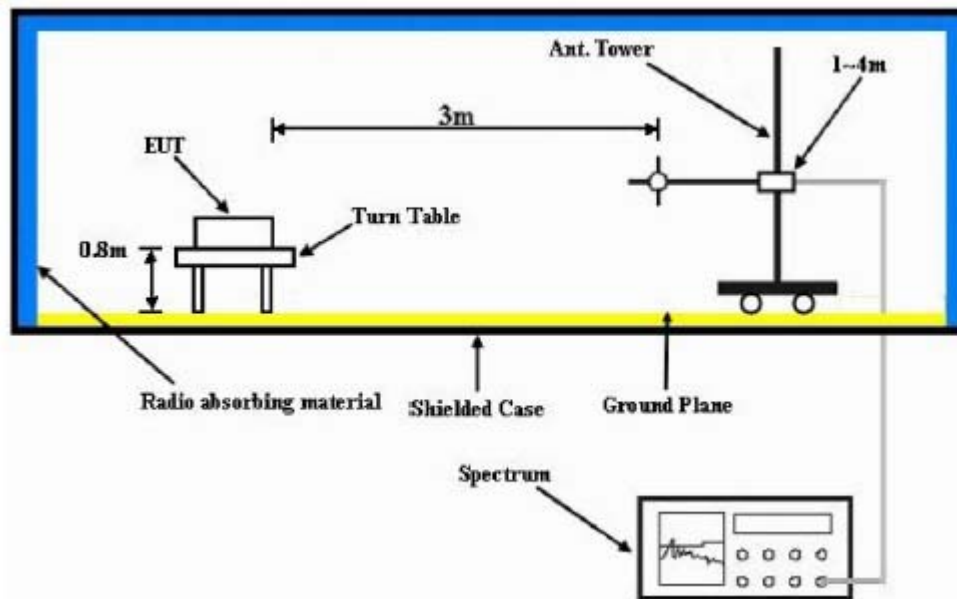 Ant. Tower
1~4m
3m
EUT
Turn Table
0.8m
Radio absorbing material
Shielded Case
Ground Plane
Spectrum